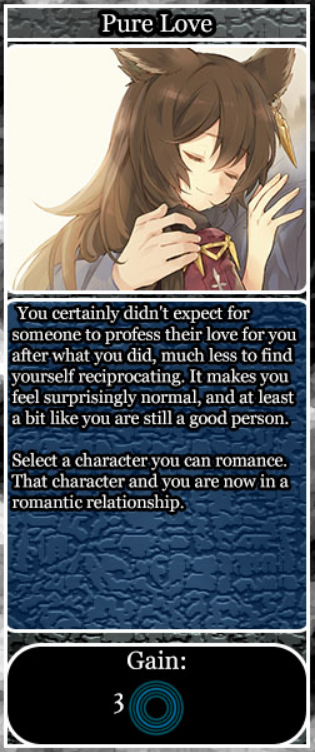 Pure Love
You certainly didn't expect for
someone to profess their love for you
after what you did, much less to find
yourself reciprocating. It makes you
feel surprisingly normal, and at least
a bit like you are still a good person.
Select a character you can romance.
That character and you are now in a
romantic relationship.
Gain:
3